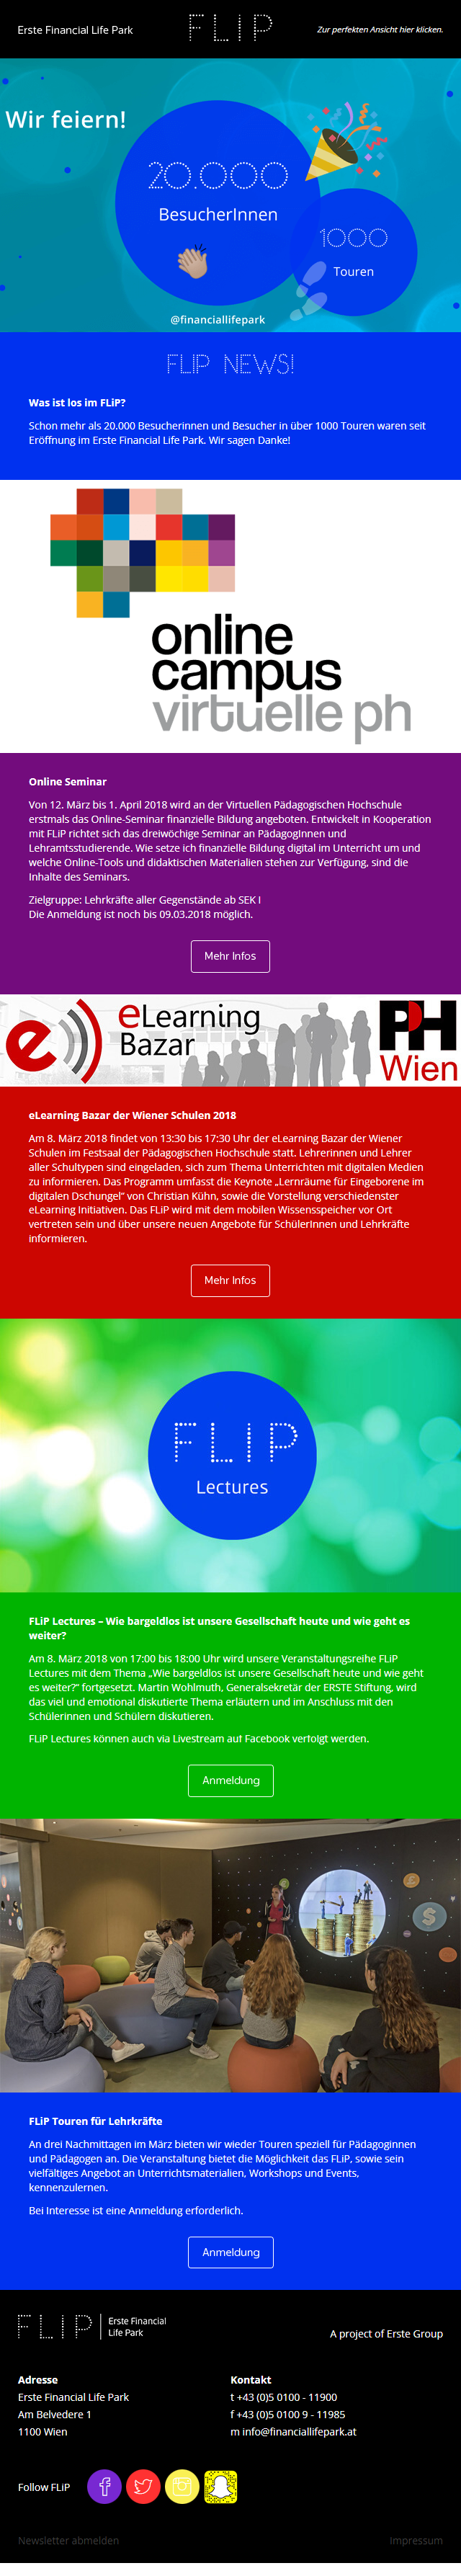 Erste Financial Life Park
FLIP
Zur perfekten Ansicht hier klicken.
Wir feiern!
20.000
BesucherInnen
1000
Touren
@financiallifepark
FLIP NEWS!
Was ist los im FLiP?
Schon mehr als 20.000 Besucherinnen und Besucher in über 1000 Touren waren seit
Eröffnung im Erste Financial Life Park. Wir sagen Danke!
online
campus
virtuelle ph
Online Seminar
Von 12. März bis 1. April 2018 wird an der Virtuellen Pädagogischen Hochschule
erstmals das Online-Seminar finanzielle Bildung angeboten. Entwickelt in Kooperation
mit FLiP richtet sich das dreiwöchige Seminar an PädagogInnen und
Lehramtsstudierende. Wie setze ich finanzielle Bildung digital im Unterricht um und
welche Online-Tools und didaktischen Materialien stehen zur Verfügung, sind die
Inhalte des Seminars.
Zielgruppe: Lehrkräfte aller Gegenstände ab SEK I
Die Anmeldung ist noch bis 09.03.2018 möglich.
Mehr Infos
e
eLearning
Bazar
PH
Wien
eLearning Bazar der Wiener Schulen 2018
Am 8. März 2018 findet von 13:30 bis 17:30 Uhr der eLearning Bazar der Wiener
Schulen im Festsaal der Pädagogischen Hochschule statt. Lehrerinnen und Lehrer
aller Schultypen sind eingeladen, sich zum Thema Unterrichten mit digitalen Medien
zu informieren. Das Programm umfasst die Keynote „Lernräume für Eingeborene im
digitalen Dschungel“ von Christian Kühn, sowie die Vorstellung verschiedenster
eLearning Initiativen. Das FLiP wird mit dem mobilen Wissensspeicher vor Ort
vertreten sein und über unsere neuen Angebote für SchülerInnen und Lehrkräfte
informieren.
Mehr Infos
FLIP
Lectures
FLiP Lectures – Wie bargeldlos ist unsere Gesellschaft heute und wie geht es
weiter?
Am 8. März 2018 von 17:00 bis 18:00 Uhr wird unsere Veranstaltungsreihe FLiP
Lectures mit dem Thema „Wie bargeldlos ist unsere Gesellschaft heute und wie geht
es weiter?“ fortgesetzt. Martin Wohlmuth, Generalsekretär der ERSTE Stiftung, wird
das viel und emotional diskutierte Thema erläutern und im Anschluss mit den
Schülerinnen und Schülern diskutieren.
FLiP Lectures können auch via Livestream auf Facebook verfolgt werden.
Anmeldung
FLiP Touren für Lehrkräfte
An drei Nachmittagen im März bieten wir wieder Touren speziell für Pädagoginnen
und Pädagogen an. Die Veranstaltung bietet die Möglichkeit das FLiP, sowie sein
vielfältiges Angebot an Unterrichtsmaterialien, Workshops und Events,
kennenzulernen.
Bei Interesse ist eine Anmeldung erforderlich.
Anmeldung
FLIP
Erste Financial
Life Park
A project of Erste Group
Adresse
Erste Financial Life Park
Am Belvedere 1
1100 Wien
Kontakt
t +43 (0)5 0100 - 11900
f +43 (0)5 0100 9 - 11985
m info@financiallifepark.at
Follow FLiP
Newsletter abmelden
Impressum